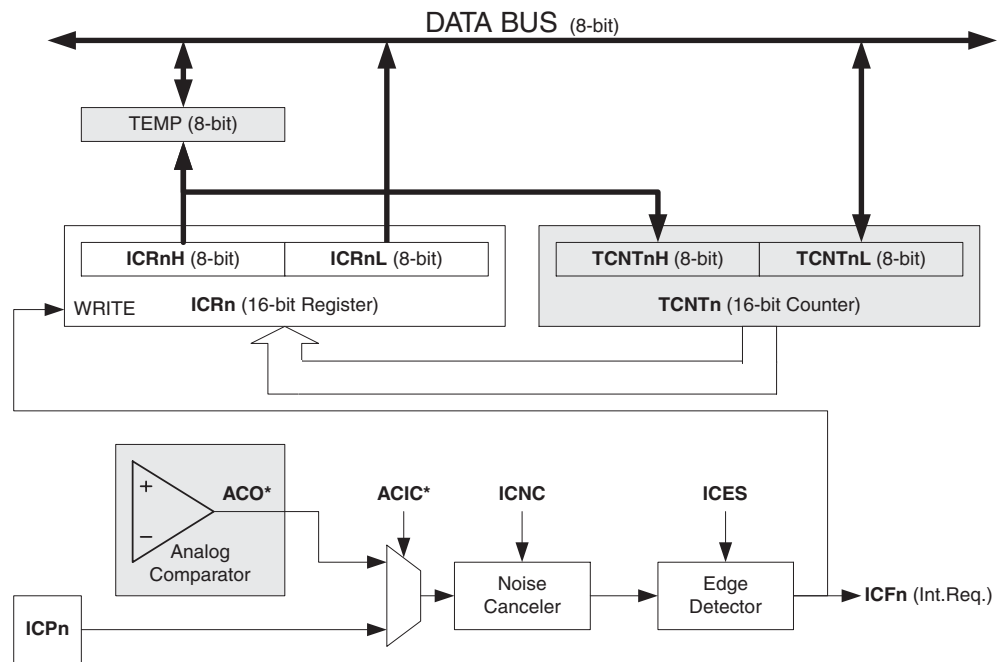 DATA BUS (8-bit)
TEMP (8-bit)
ICRnH (8-bit) ICRnL (8-bit) TCNTnH (8-bit) TCNTnL (8-bit)
WRITE ICRn (16-bit Register) TCNTn (16-bit Counter)
+ ACO* ACIC* ICNC ICES
−
Analog
Comparator
Noise
Canceler
Edge
Detector
ICFn (Int.Req.)
ICPn